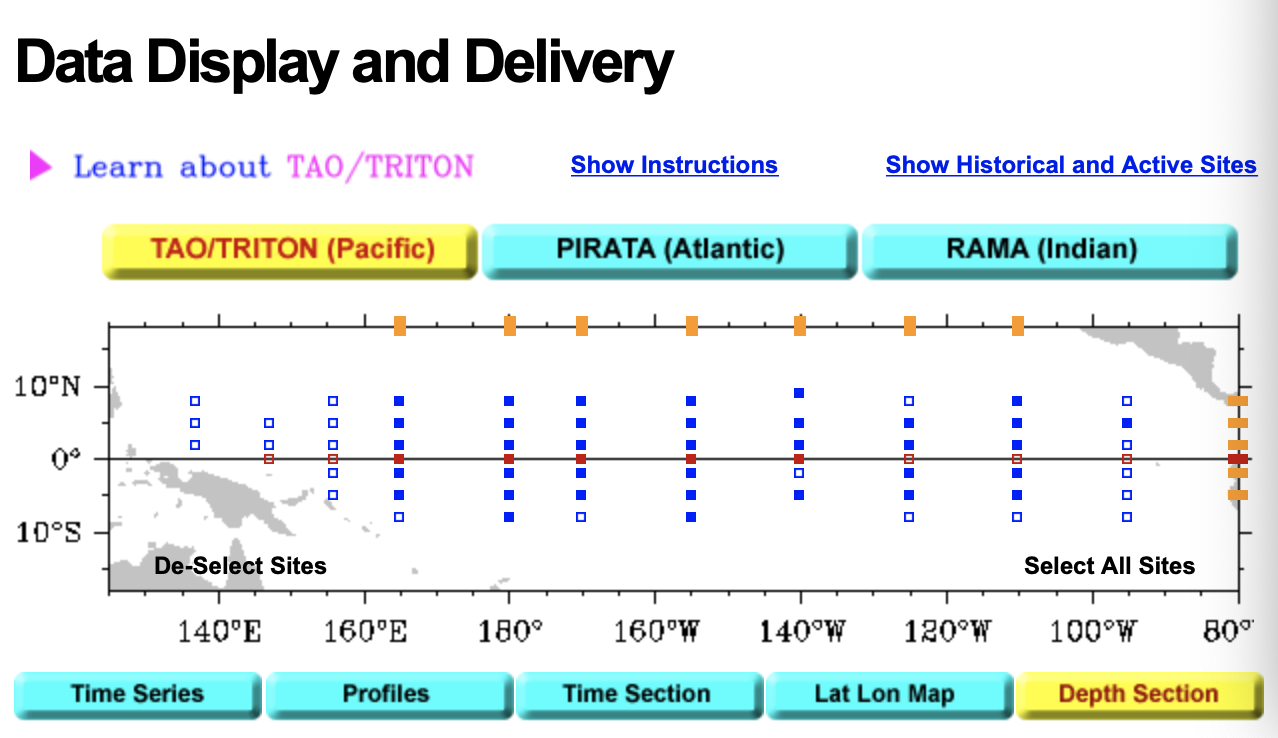 Data Display and Delivery
Learn about TAO/TRITON Show Instructions Show Historical and Active Sites
TAO/TRITON (Pacific) PIRATA (Atlantic) RAMA (Indian)
10°N
0°
10°S
De-Select Sites Select All Sites
140°E 160°E 180° 160°W 140°W 120°W 100°W 80°
Time Series Profiles Time Section Lat Lon Map Depth Section